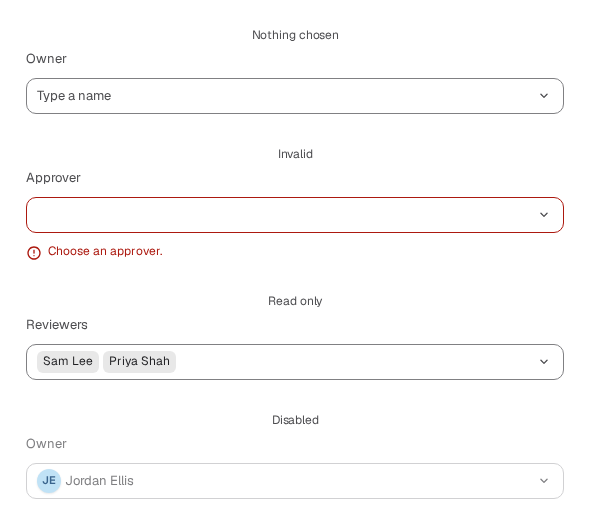 Nothing chosen
Owner
Type a name
Invalid
Approver
Choose an approver.
Read only
Reviewers
Sam Lee Priya Shah
Disabled
Owner
JE Jordan Ellis